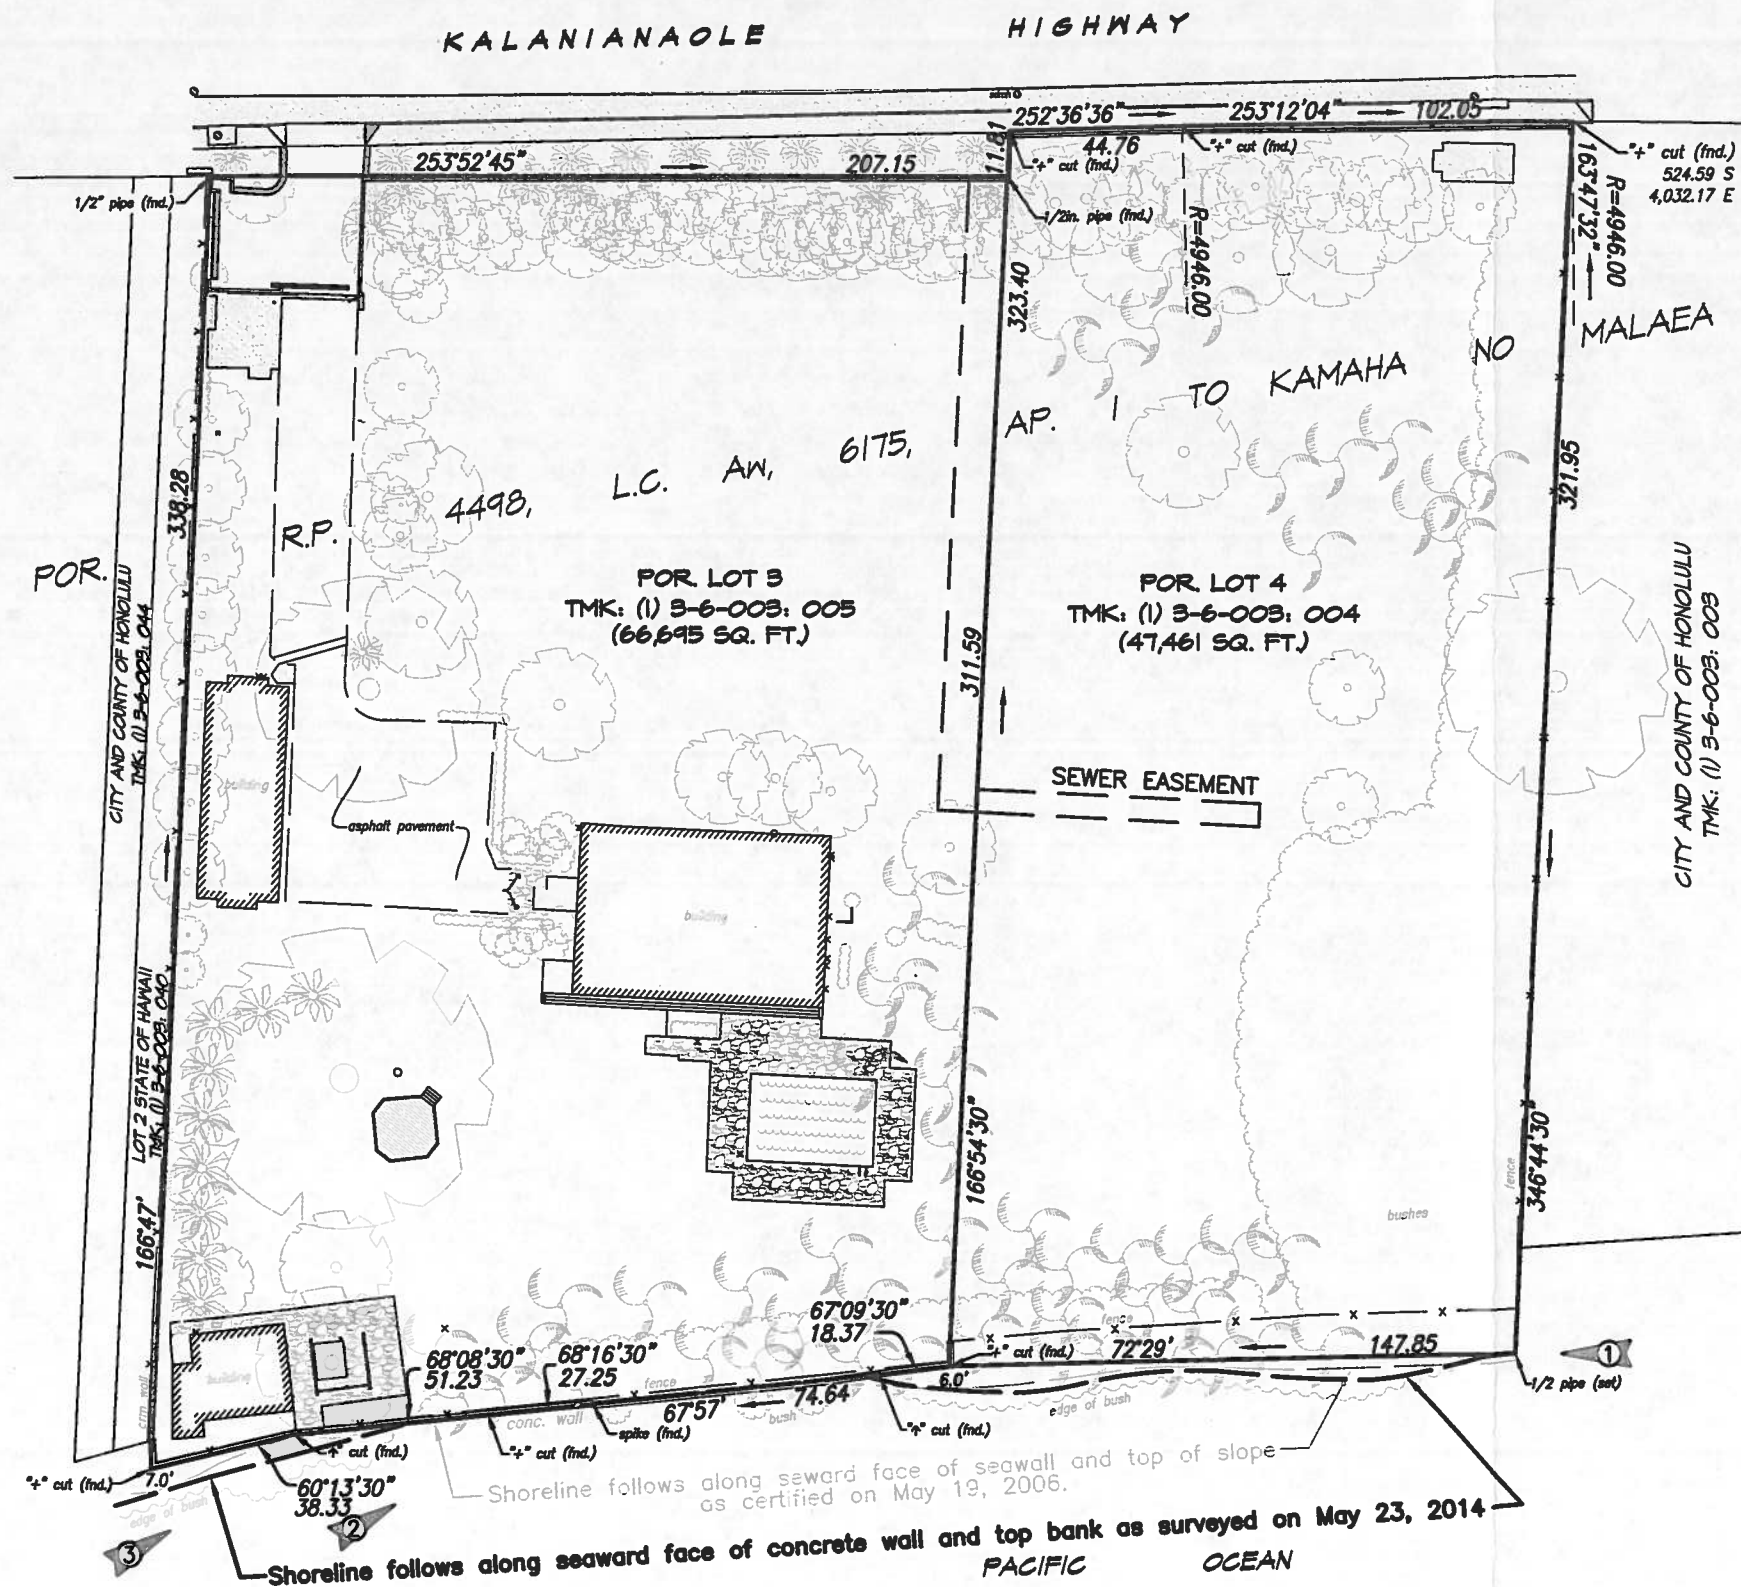 KALANIANAOLE HIGHWAY
252°36'36" 253°12'04" 102.05
44.76
"+" cut (fnd.)
"+" cut (fnd.)
"+" cut (fnd.)
524.59 S
4,032.17 E
11.81
253°52'45" 207.15
1/2" pipe (fnd.)
1/2in. pipe (fnd.)
R=4946.00
163°47'32"
R=4946.00
323.40
POR. R.P. 4498, L.C. AW, 6175, AP. 1 TO KAMAHA NO MALAEA
338.28
321.95
CITY AND COUNTY OF HONOLULU
TMK: (1) 3-6-003: 044
POR. LOT 3
TMK: (1) 3-6-003: 005
(66,695 SQ. FT.)
POR. LOT 4
TMK: (1) 3-6-003: 004
(47,461 SQ. FT.)
CITY AND COUNTY OF HONOLULU
TMK: (1) 3-6-003: 003
311.59
SEWER EASEMENT
building
asphalt pavement
building
LOT 2 STATE OF HAWAII
TMK: (1) 3-6-003: 040
166°47'
166°54'30"
346°44'30"
fence
bushes
building
crm wall
67°09'30"
18.37
fence
"+" cut (fnd.)
72°29' 147.85
1
1/2 pipe (set)
68°08'30"
51.23
68°16'30"
27.25
fence
6.0'
74.64
67°57'
conc. wall
bush
edge of bush
spike (fnd.)
"+" cut (fnd.)
"+" cut (fnd.)
"+" cut (fnd.)
"+" cut (fnd.)
7.0'
60°13'30"
38.33
edge of bush
2
3
Shoreline follows along seward face of seawall and top of slope
as certified on May 19, 2006.
Shoreline follows along seaward face of concrete wall and top bank as surveyed on May 23, 2014
PACIFIC OCEAN